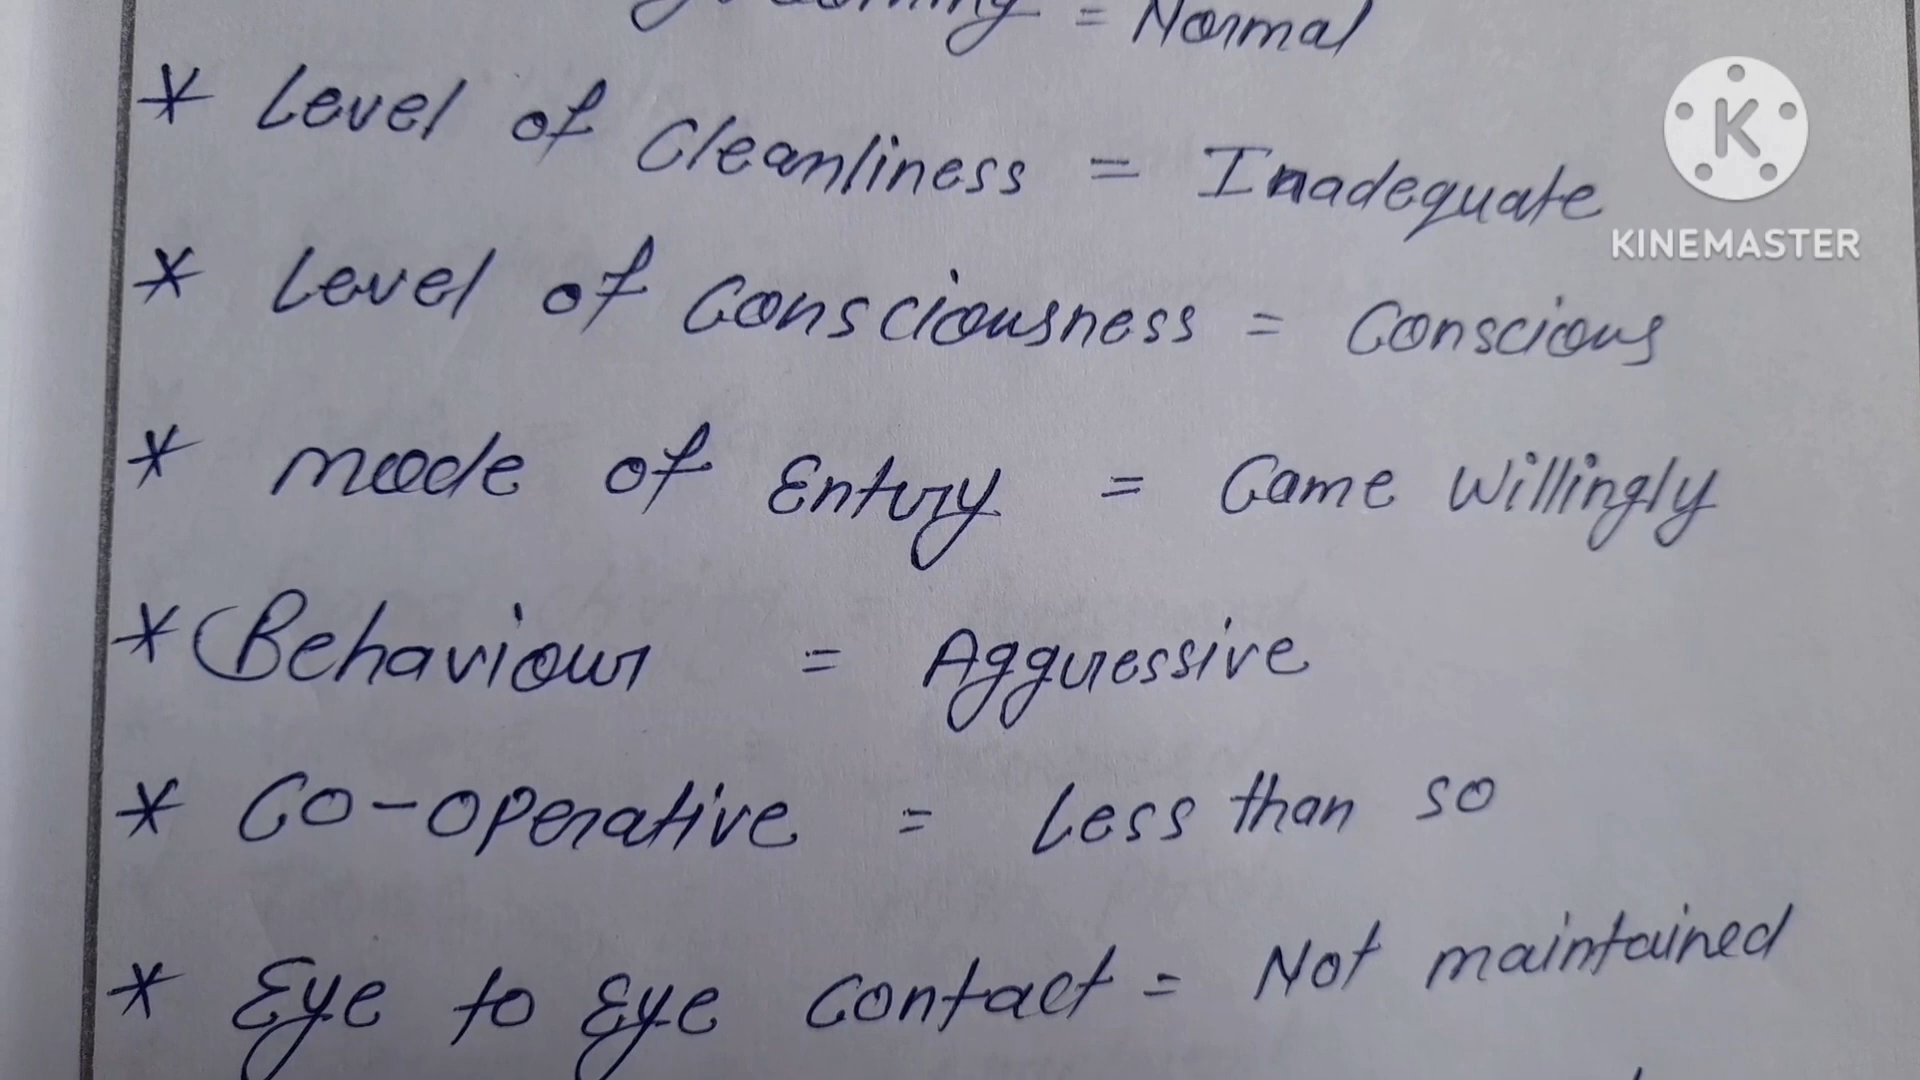 = Normal
* Level of Cleanliness = Inadequate
* Level of Consciousness = Conscious
* mode of Entry = Came Willingly
* Behaviour = Aggressive
* Co-operative = Less than so
* Eye to Eye Contact = Not maintained
K
KINEMASTER